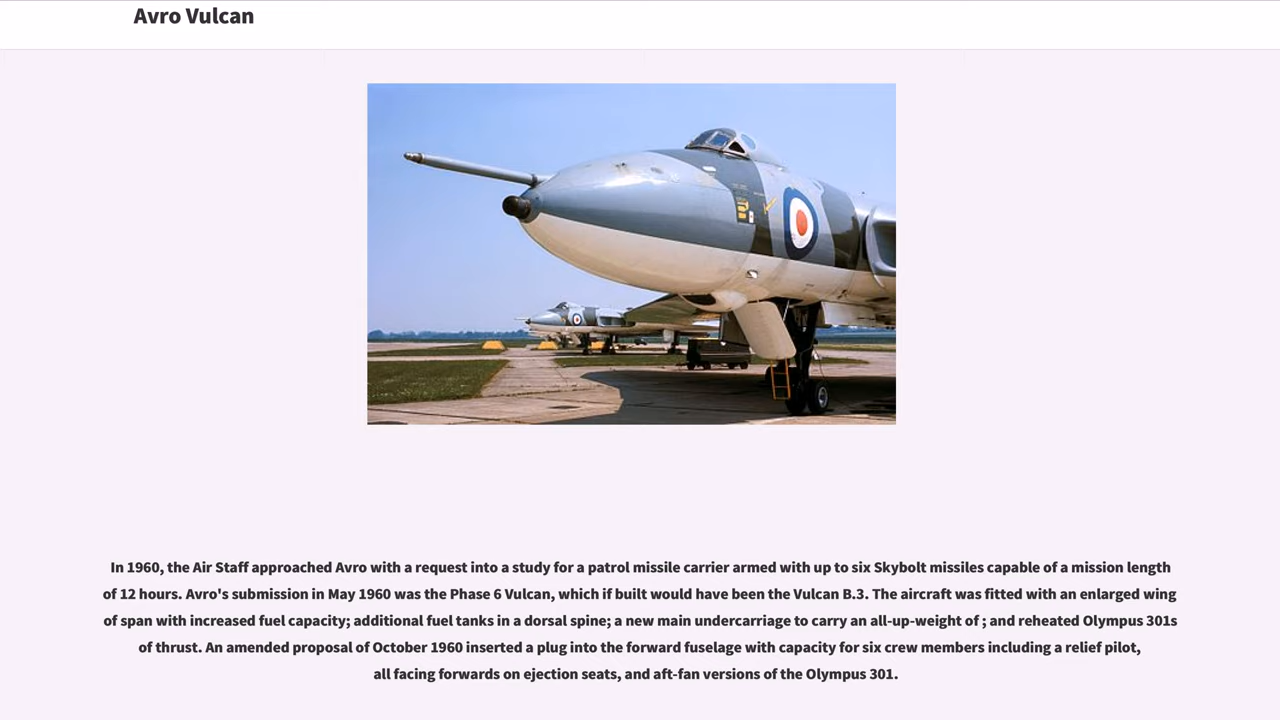 Avro Vulcan
In 1960, the Air Staff approached Avro with a request into a study for a patrol missile carrier armed with up to six Skybolt missiles capable of a mission length
of 12 hours. Avro's submission in May 1960 was the Phase 6 Vulcan, which if built would have been the Vulcan B.3. The aircraft was fitted with an enlarged wing
of span with increased fuel capacity; additional fuel tanks in a dorsal spine; a new main undercarriage to carry an all-up-weight of ; and reheated Olympus 301s
of thrust. An amended proposal of October 1960 inserted a plug into the forward fuselage with capacity for six crew members including a relief pilot,
all facing forwards on ejection seats, and aft-fan versions of the Olympus 301.